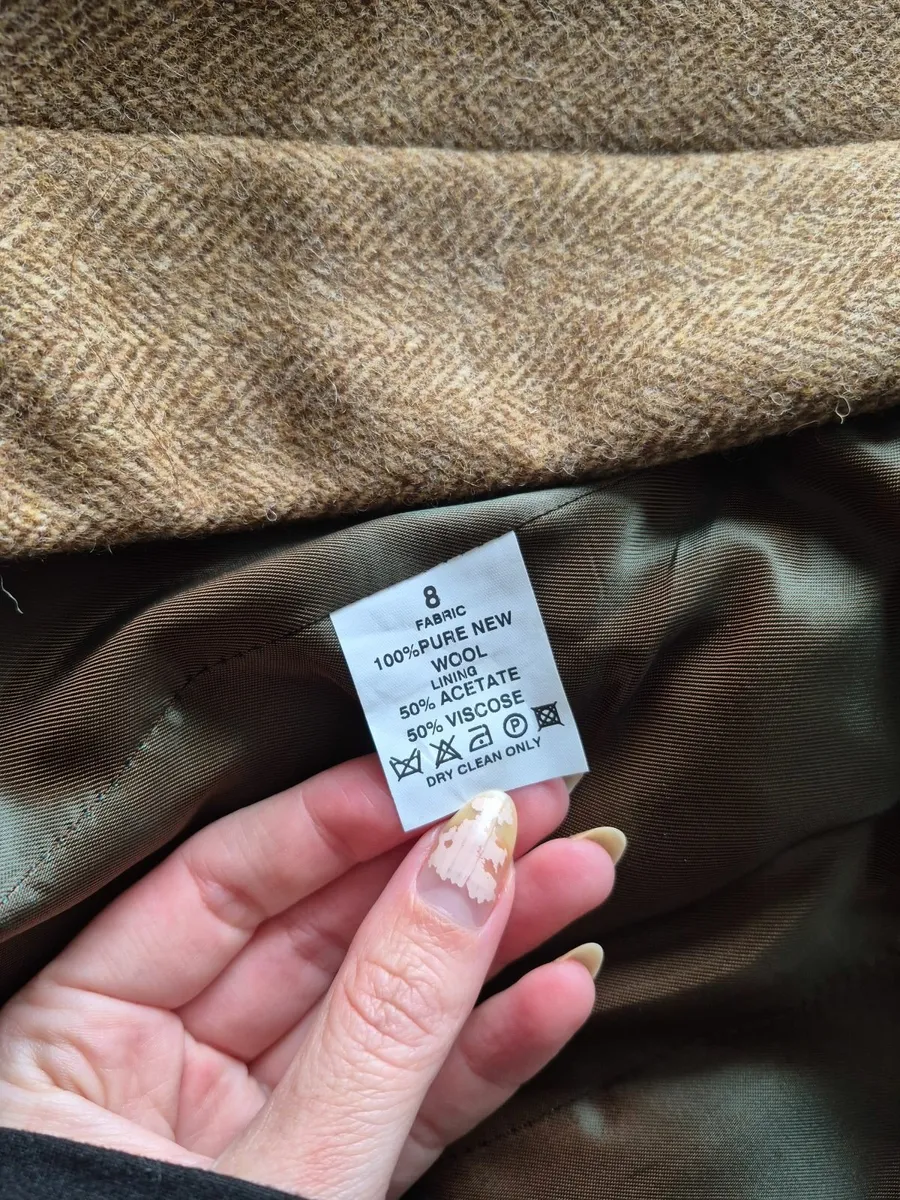 8
FABRIC
100%PURE NEW
WOOL
LINING
50% ACETATE
50% VISCOSE
P
DRY CLEAN ONLY